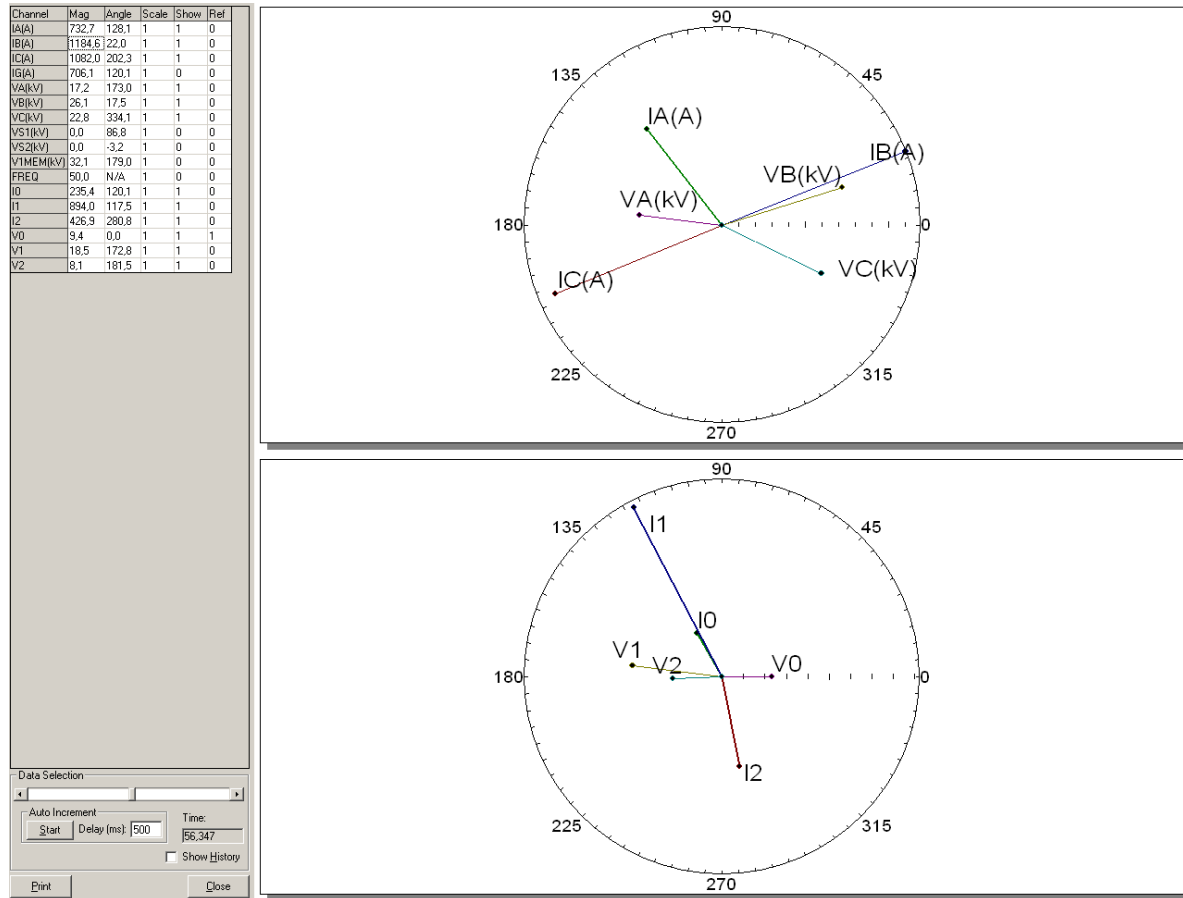 Channel Mag Angle Scale Show Ref
IA(A) 732,7 128,1 1 1 0
IB(A) 1184,6 22,0 1 1 0
IC(A) 1082,0 202,3 1 1 0
IG(A) 706,1 120,1 1 0 0
VA(kV) 17,2 173,0 1 1 0
VB(kV) 26,1 17,5 1 1 0
VC(kV) 22,8 334,1 1 1 0
VS1(kV) 0,0 86,8 1 0 0
VS2(kV) 0,0 -3,2 1 0 0
V1MEM(kV) 32,1 179,0 1 0 0
FREQ 50,0 N/A 1 0 0
I0 235,4 120,1 1 1 0
I1 894,0 117,5 1 1 0
I2 426,9 280,8 1 1 0
V0 9,4 0,0 1 1 1
V1 18,5 172,8 1 1 0
V2 8,1 181,5 1 1 0
90
135 45
IA(A)
IB(A)
VB(kV)
VA(kV)
180 0
VC(kV)
IC(A)
225 315
270
90
I1
135 45
I0
V1
V2 V0
180 0
I2
225 315
270
Data Selection
Auto Increment
Start Delay (ms): 500
Time:
56,347
Show History
Print Close